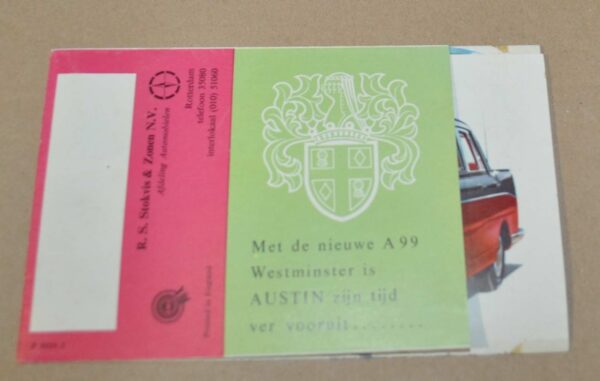 R. S. Stokvis & Zonen N.V.
Afdeling Automobielen
Rotterdam
telefoon 35080
interlokaal (010) 51060
Printed in England
Met de nieuwe A 99
Westminster is
AUSTIN zijn tijd
ver vooruit........